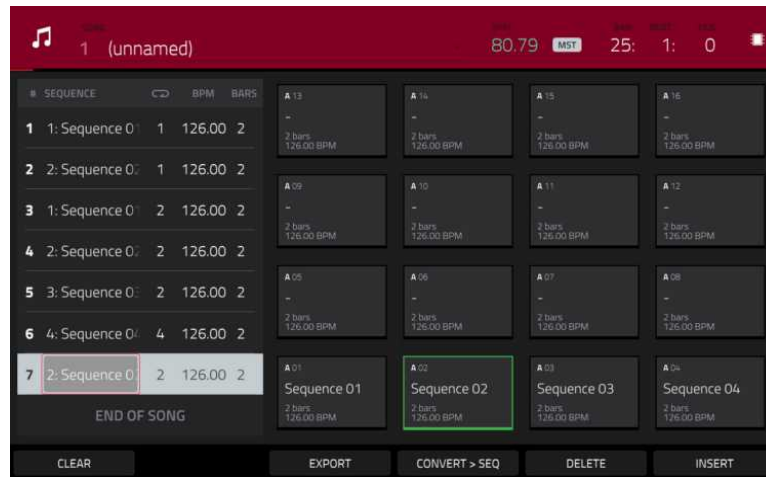 1 (unnamed)
80.79 MST 25: 1: 0
# SEQUENCE BPM BARS
1 1: Sequence 01 1 126.00 2
2 2: Sequence 02 1 126.00 2
3 1: Sequence 01 2 126.00 2
4 2: Sequence 02 2 126.00 2
5 3: Sequence 03 2 126.00 2
6 4: Sequence 04 4 126.00 2
7 2: Sequence 02 2 126.00 2
END OF SONG
A 13
-
2 bars
126.00 BPM
A 14
-
2 bars
126.00 BPM
A 15
-
2 bars
126.00 BPM
A 16
-
2 bars
126.00 BPM
A 09
-
2 bars
126.00 BPM
A 10
-
2 bars
126.00 BPM
A 11
-
2 bars
126.00 BPM
A 12
-
2 bars
126.00 BPM
A 05
-
2 bars
126.00 BPM
A 06
-
2 bars
126.00 BPM
A 07
-
2 bars
126.00 BPM
A 08
-
2 bars
126.00 BPM
A 01
Sequence 01
2 bars
126.00 BPM
A 02
Sequence 02
2 bars
126.00 BPM
A 03
Sequence 03
2 bars
126.00 BPM
A 04
Sequence 04
2 bars
126.00 BPM
CLEAR EXPORT CONVERT > SEQ DELETE INSERT